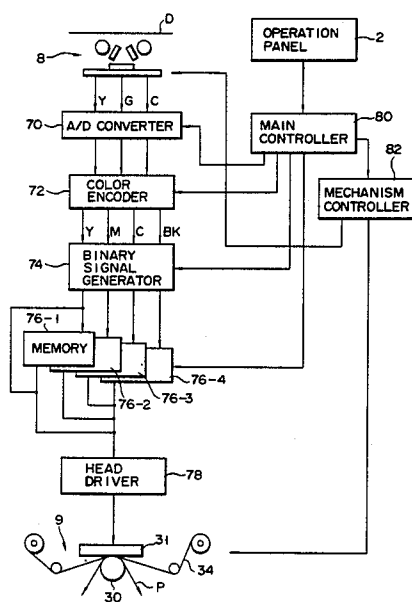 D
8
OPERATION PANEL
2
Y G C
70
A/D CONVERTER
MAIN CONTROLLER
80
82
72
COLOR ENCODER
MECHANISM CONTROLLER
Y M C BK
74
BINARY SIGNAL GENERATOR
76-1
MEMORY
76-2
76-3
76-4
HEAD DRIVER
78
9
31
34
30
P